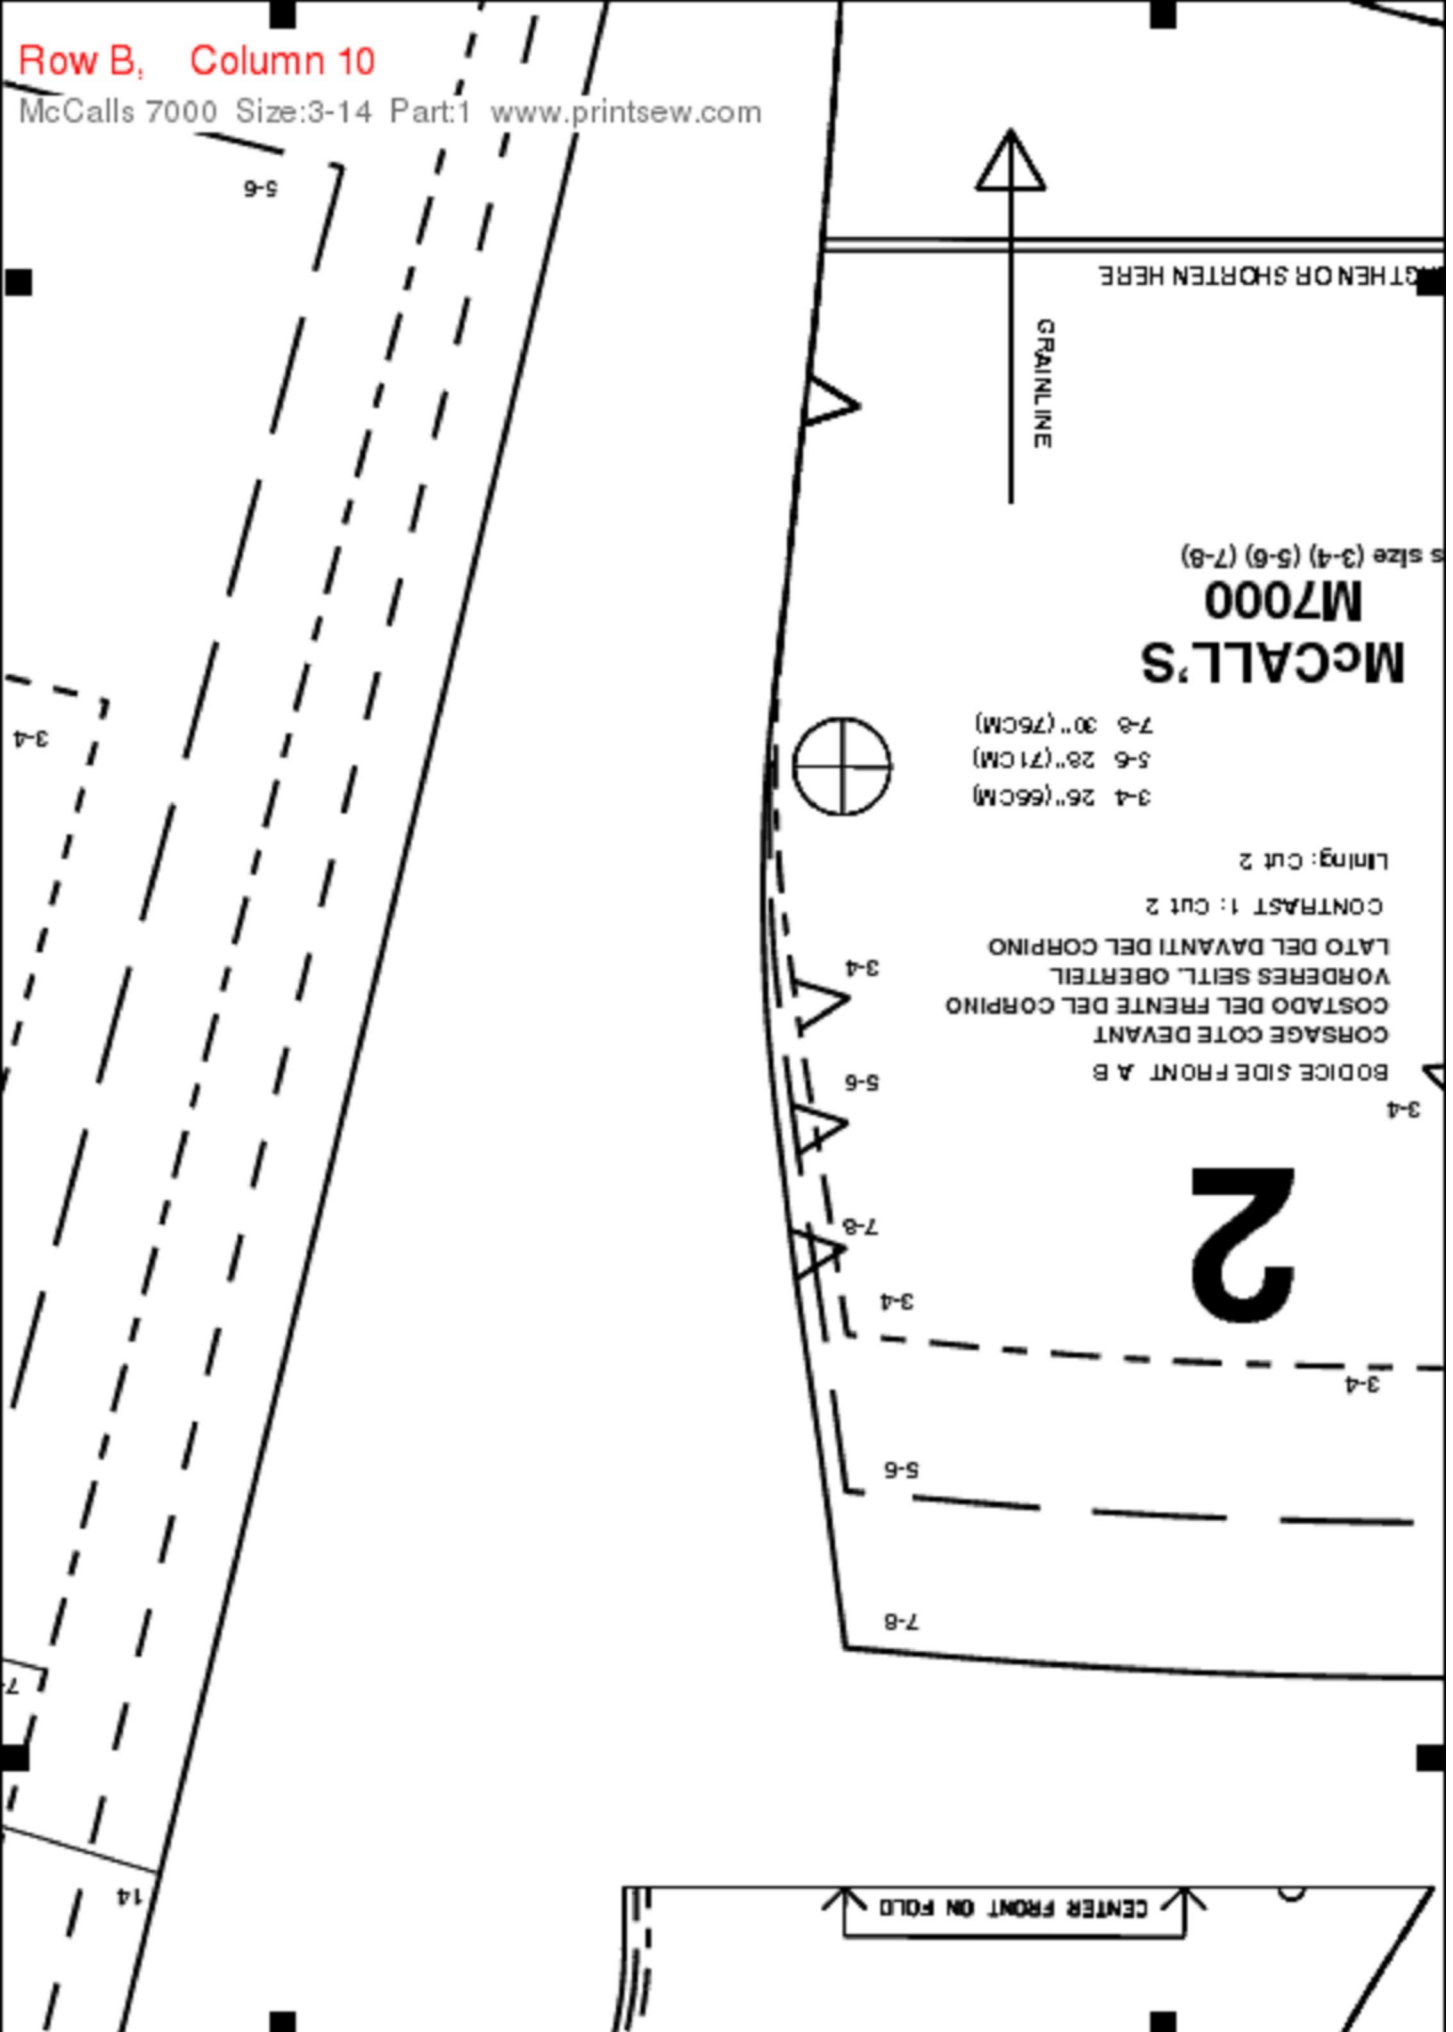 Row B, Column 10
McCalls 7000 Size:3-14 Part:1 www.printsew.com
5-6
GTHEN OR SHORTEN HERE
GRAINLINE
s size (3-4) (5-6) (7-8)
M7000
McCALL'S
3-4
7-8 30" (76CM)
5-6 28" (71CM)
3-4 26" (66CM)
Lining: Cut 2
CONTRAST 1: Cut 2
LATO DEL DAVANTI DEL CORPINO
VORDERES SEITL. OBERTEIL
COSTADO DEL FRENTE DEL CORPINO
CORSAGE COTE DEVANT
BODICE SIDE FRONT A B
3-4
5-6
3-4
2
7-8
3-4
3-4
5-6
7-8
7-
14
CENTER FRONT ON FOLD